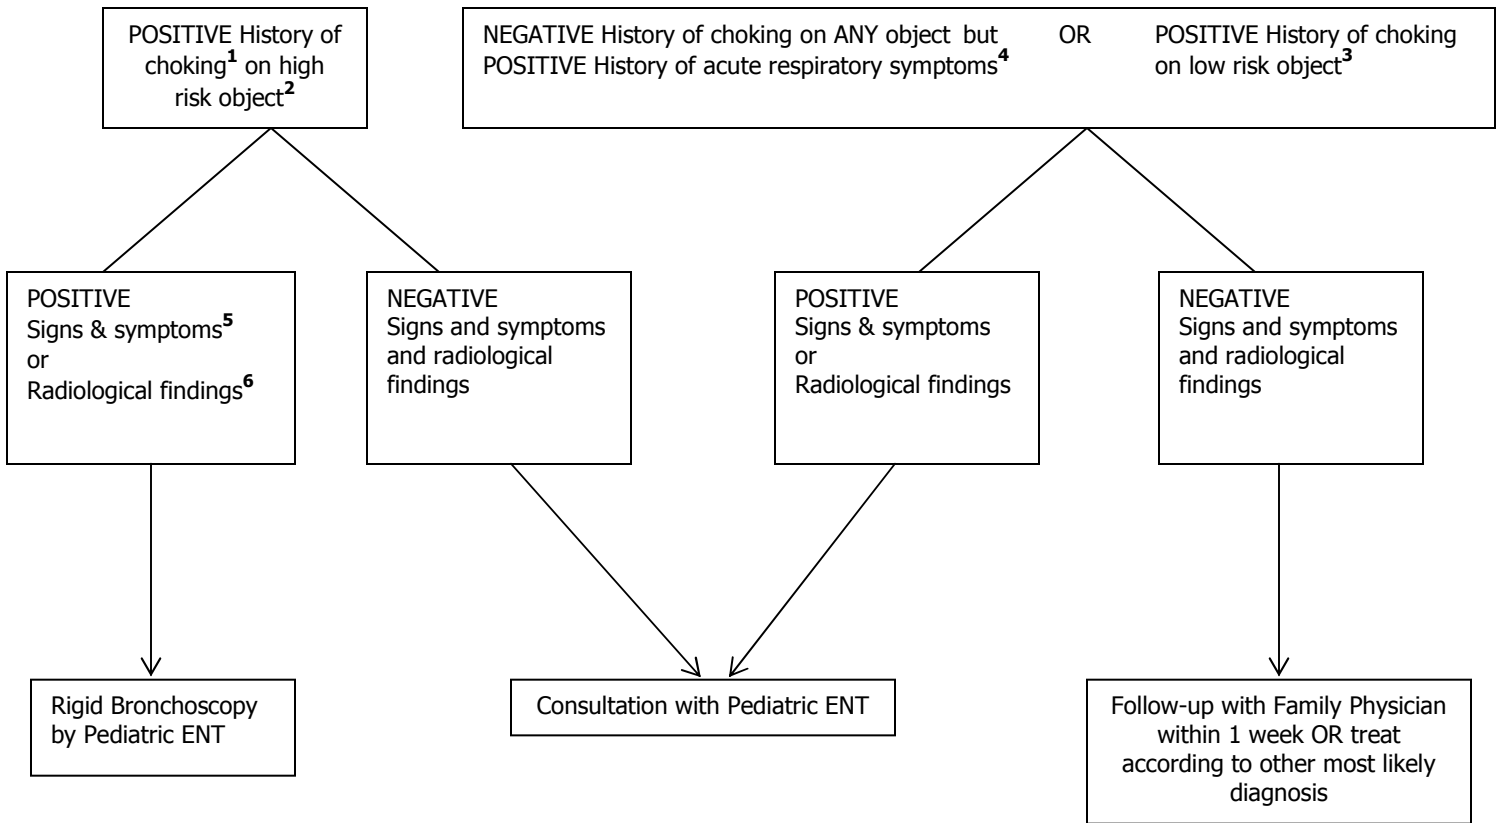 POSITIVE History of
choking1 on high
risk object2
NEGATIVE History of choking on ANY object but OR POSITIVE History of choking
POSITIVE History of acute respiratory symptoms4 on low risk object3
POSITIVE
Signs & symptoms5
or
Radiological findings6
NEGATIVE
Signs and symptoms
and radiological
findings
POSITIVE
Signs & symptoms
or
Radiological findings
NEGATIVE
Signs and symptoms
and radiological
findings
Rigid Bronchoscopy
by Pediatric ENT
Consultation with Pediatric ENT
Follow-up with Family Physician
within 1 week OR treat
according to other most likely
diagnosis